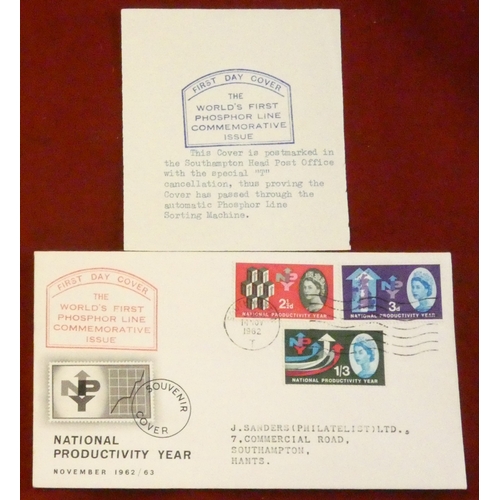 FIRST DAY COVER
THE
WORLD'S FIRST
PHOSPHOR LINE
COMMEMORATIVE
ISSUE
This Cover is postmarked in
the Southampton Head Post Office
with the special "T"
cancellation, thus proving the
Cover has passed through the
automatic Phosphor Line
Sorting Machine.
FIRST DAY COVER
THE
WORLD'S FIRST
PHOSPHOR LINE
COMMEMORATIVE
ISSUE
NPY
SOUVENIR
COVER
NATIONAL
PRODUCTIVITY YEAR
NOVEMBER 1962/63
NPY
2½d
NATIONAL PRODUCTIVITY YEAR
NPY
3d
NATIONAL PRODUCTIVITY YEAR
1962
T
NPY
1/3
NATIONAL PRODUCTIVITY YEAR
J.SANDERS(PHILATELIST)LTD.,
7,COMMERCIAL ROAD,
SOUTHAMPTON,
HANTS.